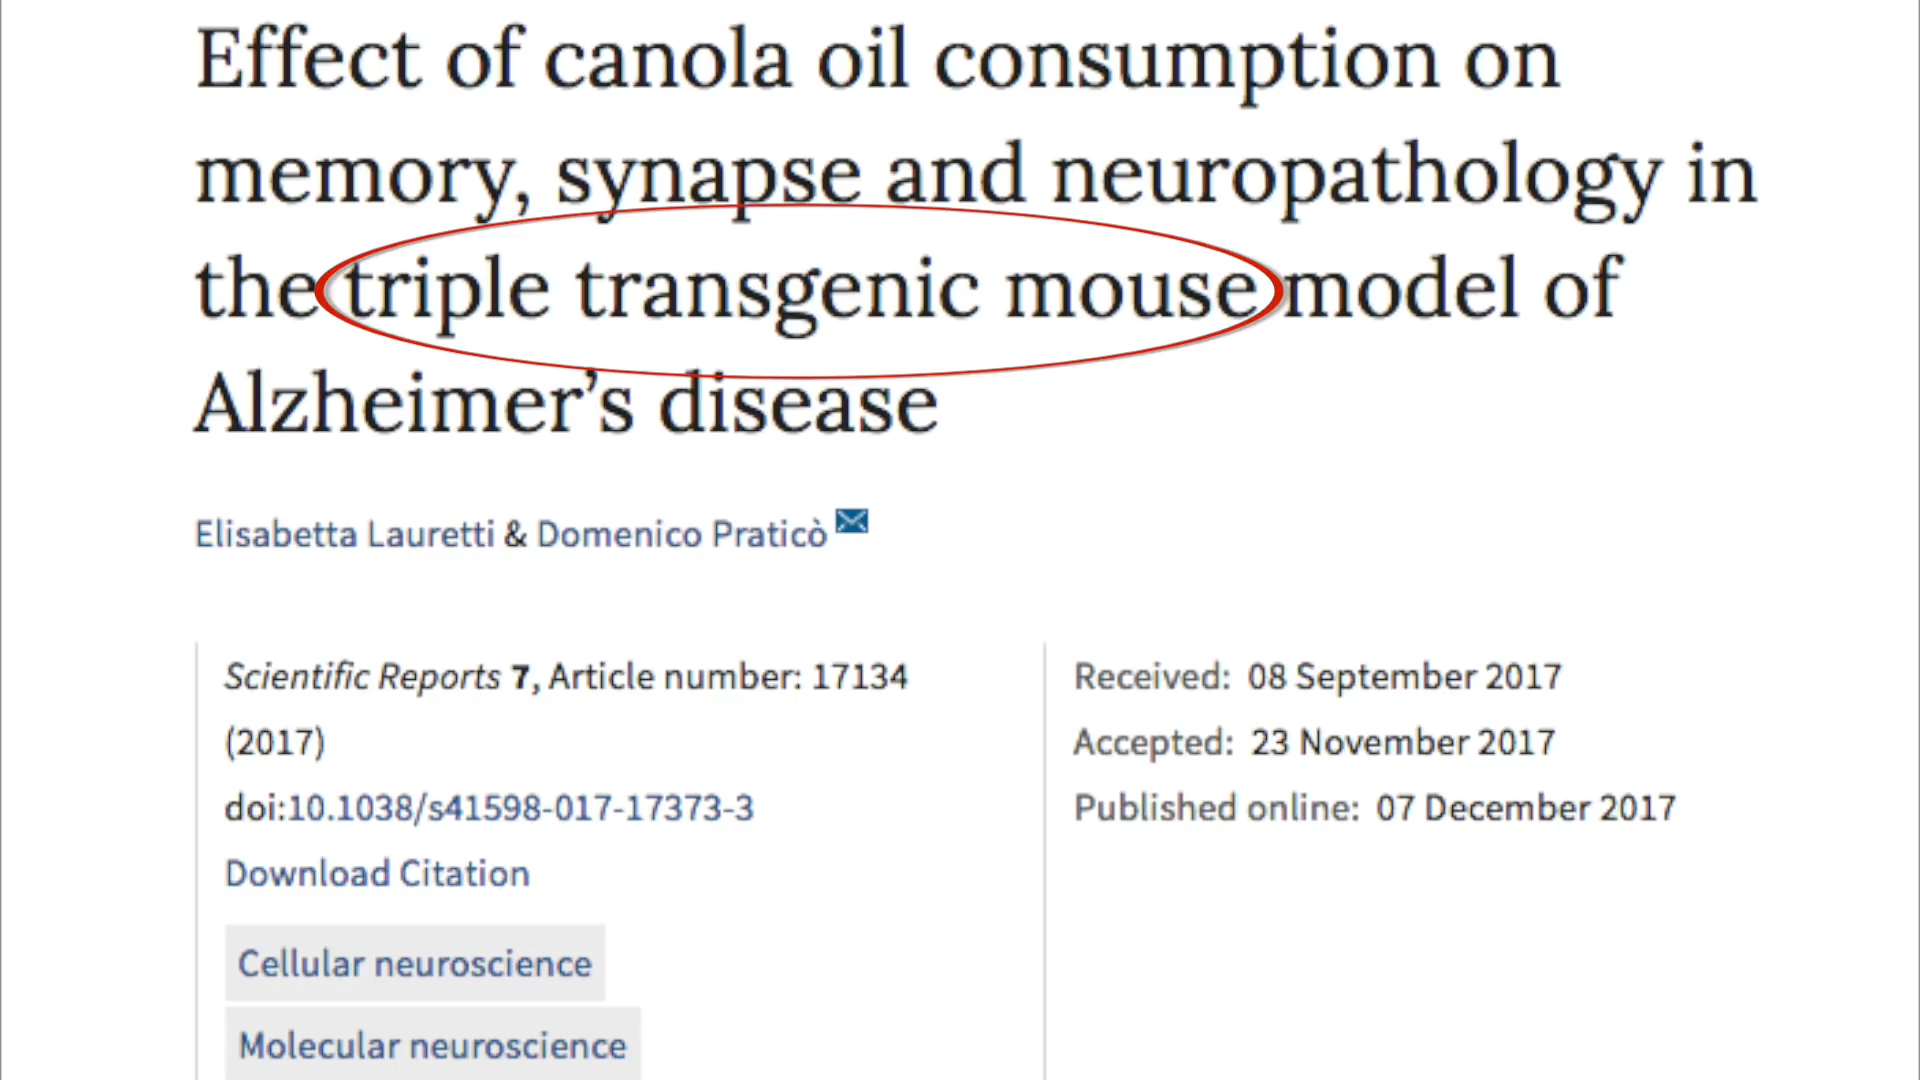 Effect of canola oil consumption on
memory, synapse and neuropathology in
the triple transgenic mouse model of
Alzheimer’s disease
Elisabetta Lauretti & Domenico Praticò
Scientific Reports 7, Article number: 17134
(2017)
doi:10.1038/s41598-017-17373-3
Download Citation
Cellular neuroscience
Molecular neuroscience
Received: 08 September 2017
Accepted: 23 November 2017
Published online: 07 December 2017